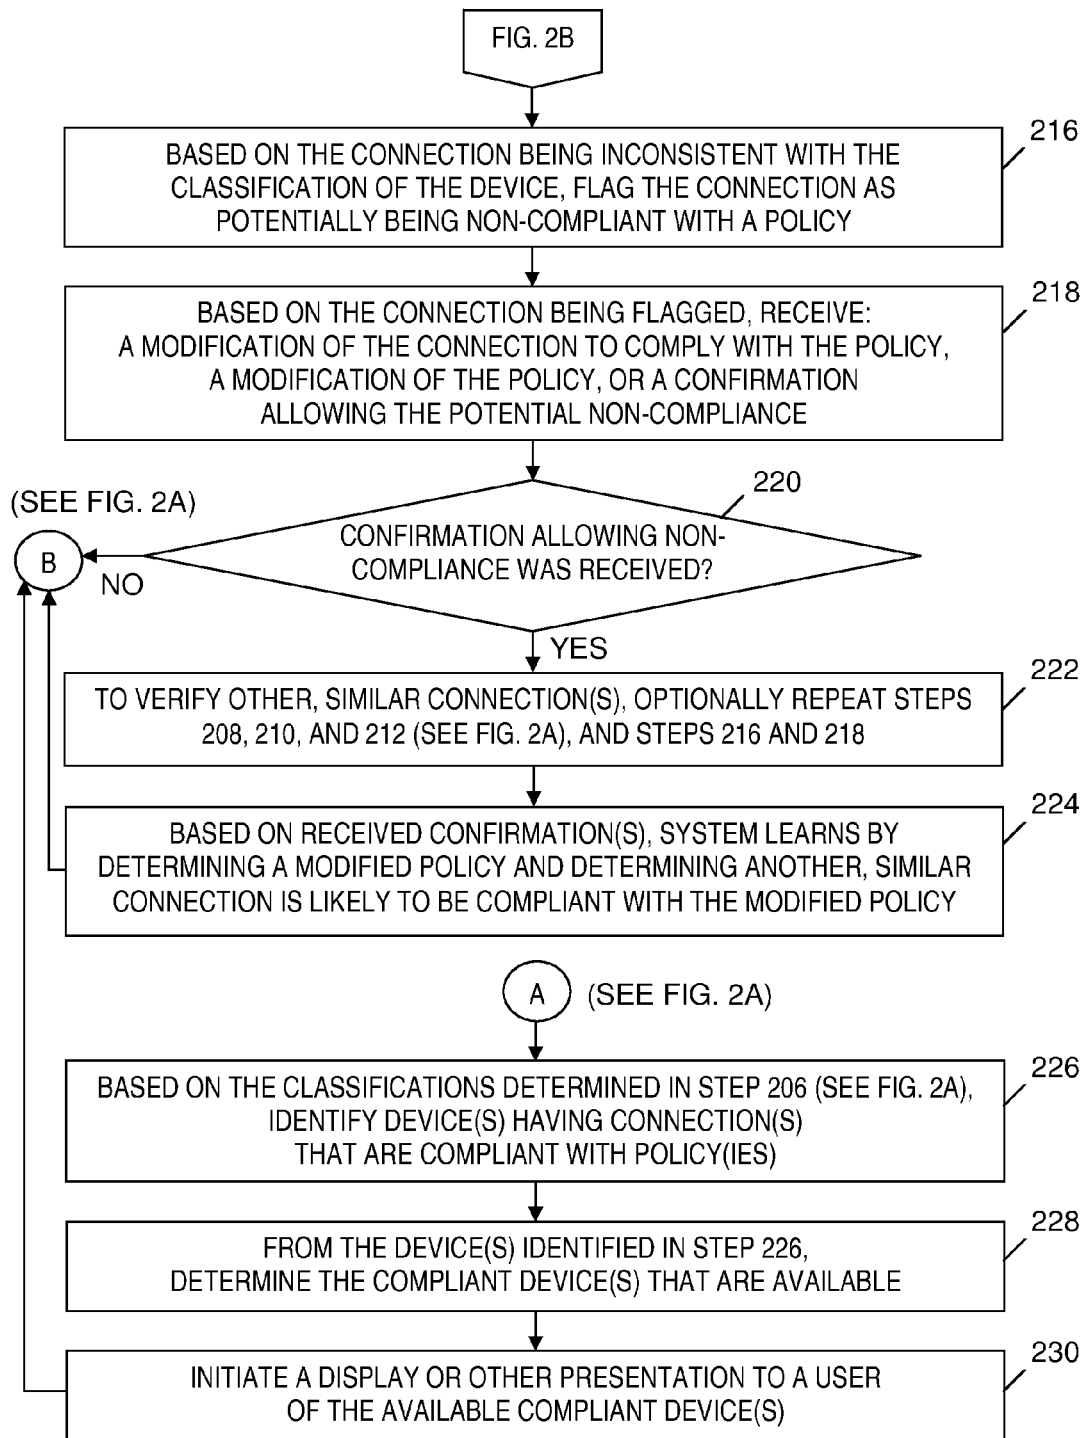 FIG. 2B
216
BASED ON THE CONNECTION BEING INCONSISTENT WITH THE
CLASSIFICATION OF THE DEVICE, FLAG THE CONNECTION AS
POTENTIALLY BEING NON-COMPLIANT WITH A POLICY
218
BASED ON THE CONNECTION BEING FLAGGED, RECEIVE:
A MODIFICATION OF THE CONNECTION TO COMPLY WITH THE POLICY,
A MODIFICATION OF THE POLICY, OR A CONFIRMATION
ALLOWING THE POTENTIAL NON-COMPLIANCE
220
(SEE FIG. 2A)
CONFIRMATION ALLOWING NON-
COMPLIANCE WAS RECEIVED?
B
NO
YES
222
TO VERIFY OTHER, SIMILAR CONNECTION(S), OPTIONALLY REPEAT STEPS
208, 210, AND 212 (SEE FIG. 2A), AND STEPS 216 AND 218
224
BASED ON RECEIVED CONFIRMATION(S), SYSTEM LEARNS BY
DETERMINING A MODIFIED POLICY AND DETERMINING ANOTHER, SIMILAR
CONNECTION IS LIKELY TO BE COMPLIANT WITH THE MODIFIED POLICY
A (SEE FIG. 2A)
226
BASED ON THE CLASSIFICATIONS DETERMINED IN STEP 206 (SEE FIG. 2A),
IDENTIFY DEVICE(S) HAVING CONNECTION(S)
THAT ARE COMPLIANT WITH POLICY(IES)
228
FROM THE DEVICE(S) IDENTIFIED IN STEP 226,
DETERMINE THE COMPLIANT DEVICE(S) THAT ARE AVAILABLE
230
INITIATE A DISPLAY OR OTHER PRESENTATION TO A USER
OF THE AVAILABLE COMPLIANT DEVICE(S)